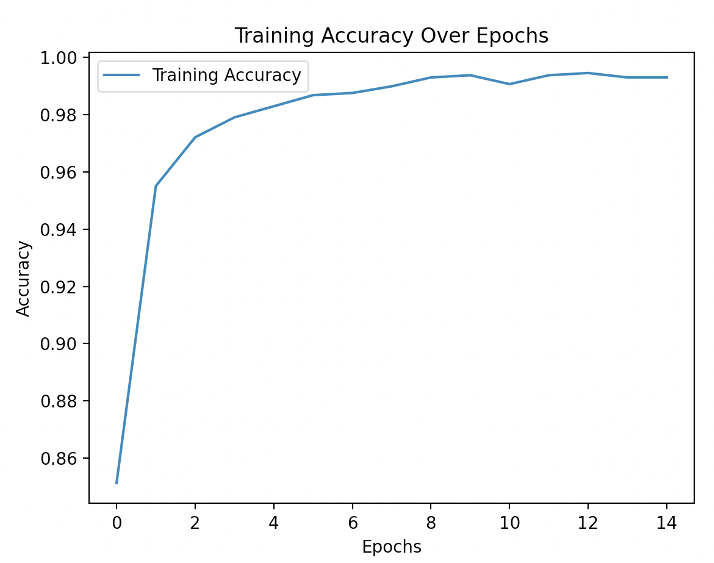 Training Accuracy Over Epochs
Training Accuracy
1.00
0.98
0.96
0.94
0.92
0.90
0.88
0.86
Accuracy
0 2 4 6 8 10 12 14
Epochs